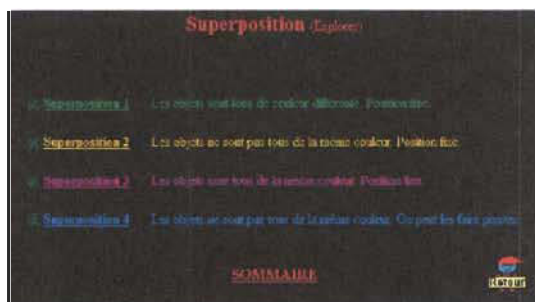 Superposition (Explorer)
Superposition 1 Les objets sont tous de couleur différente. Position fixe.
Superposition 2 Les objets ne sont pas tous de la même couleur. Position fixe.
Superposition 3 Les objets sont tous de la même couleur. Position fixe.
Superposition 4 Les objets ne sont pas tous de la même couleur. On peut les faire pivoter.
SOMMAIRE
Retour